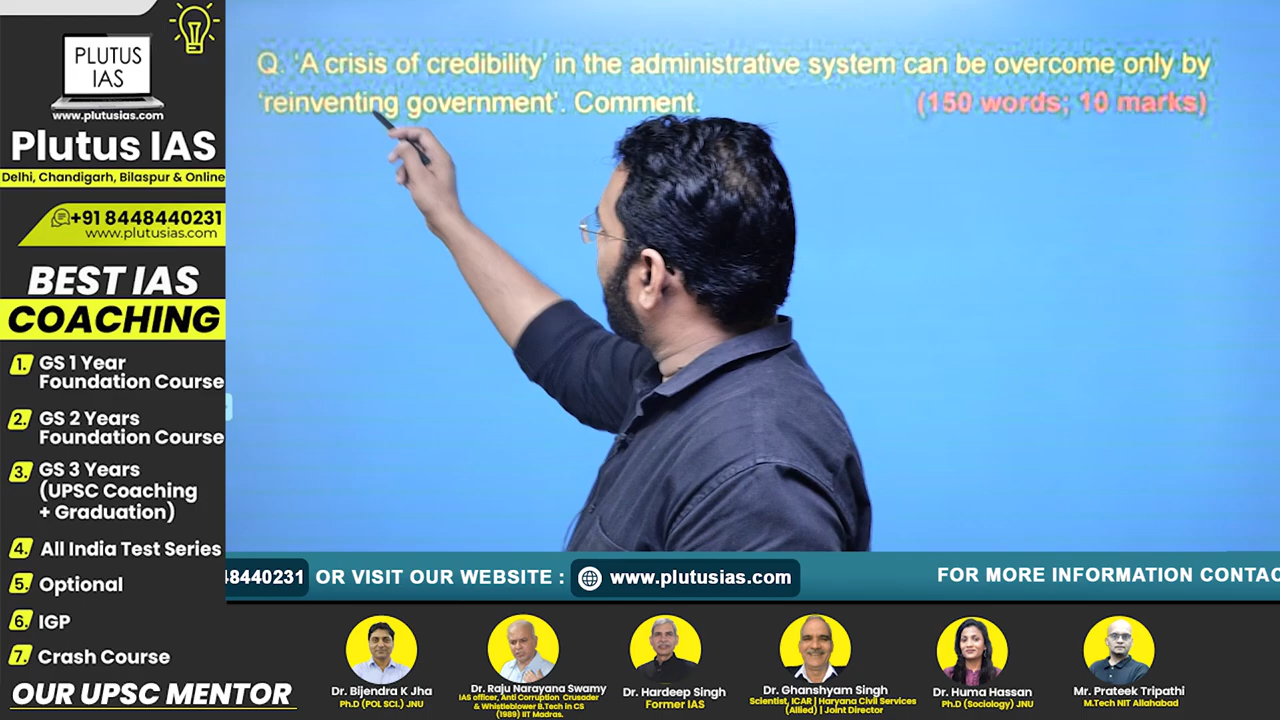 PLUTUS
IAS
www.plutusias.com
Plutus IAS
Delhi, Chandigarh, Bilaspur & Online
+91 8448440231
www.plutusias.com
BEST IAS
COACHING
1. GS 1 Year
Foundation Course
2. GS 2 Years
Foundation Course
3. GS 3 Years
(UPSC Coaching
+ Graduation)
4. All India Test Series
5. Optional
6. IGP
7. Crash Course
OUR UPSC MENTOR
Q. ‘A crisis of credibility’ in the administrative system can be overcome only by
‘reinventing government’. Comment. (150 words; 10 marks)
48440231 OR VISIT OUR WEBSITE : www.plutusias.com FOR MORE INFORMATION CONTAC
Dr. Bijendra K Jha
Ph.D (POL SCI.) JNU
Dr. Raju Narayana Swamy
IAS officer, Anti Corruption Crusader
& Whistleblower B.Tech in CS
(1989) IIT Madras.
Dr. Hardeep Singh
Former IAS
Dr. Ghanshyam Singh
Scientist, ICAR | Haryana Civil Services
(Allied) | Joint Director
Dr. Huma Hassan
Ph.D (Sociology) JNU
Mr. Prateek Tripathi
M.Tech NIT Allahabad